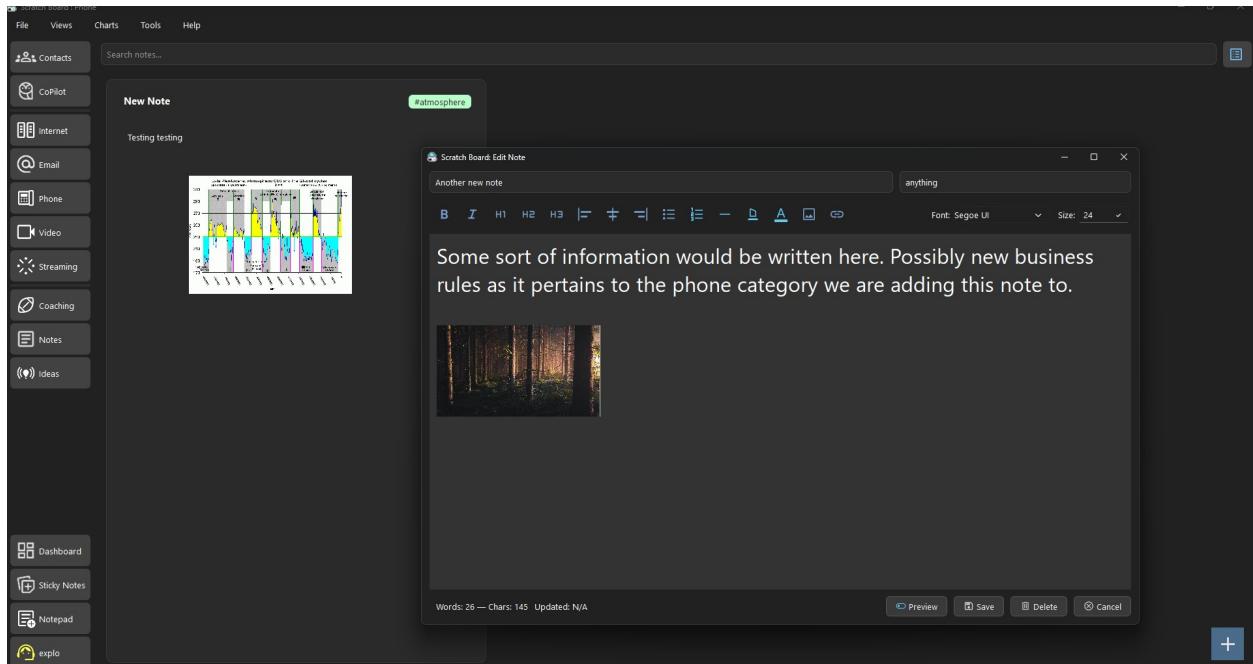 Scratch Board : Phone
File Views Charts Tools Help
Contacts
Search notes...
CoPilot
New Note
#atmosphere
Internet
Testing testing
Email
Phone
Video
Streaming
Coaching
Notes
Ideas
Dashboard
Sticky Notes
Notepad
explo
Scratch Board: Edit Note
Another new note
anything
B I H1 H2 H3
A
Font: Segoe UI
Size: 24
Some sort of information would be written here. Possibly new business
rules as it pertains to the phone category we are adding this note to.
Words: 26 — Chars: 145 Updated: N/A
Preview
Save
Delete
Cancel